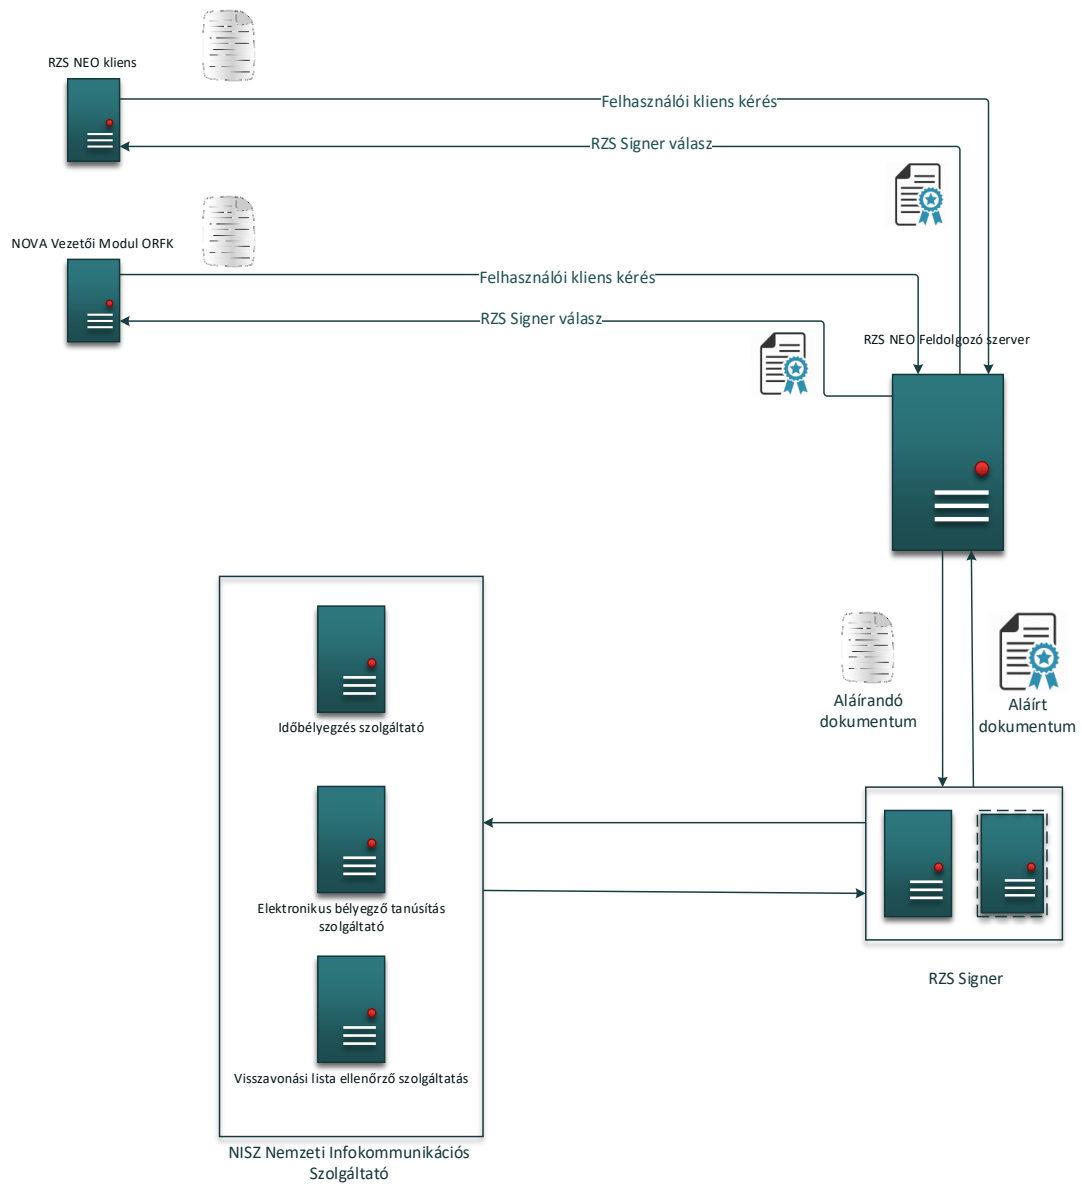 RZS NEO kliens
Felhasználói kliens kérés
RZS Signer válasz
NOVA Vezetői Modul ORFK
Felhasználói kliens kérés
RZS Signer válasz
RZS NEO Feldolgozó szerver
Aláírandó
dokumentum
Aláírt
dokumentum
Időbélyegzés szolgáltató
Elektronikus bélyegző tanúsítás
szolgáltató
RZS Signer
Visszavonási lista ellenőrző szolgáltatás
NISZ Nemzeti Infokommunikációs
Szolgáltató